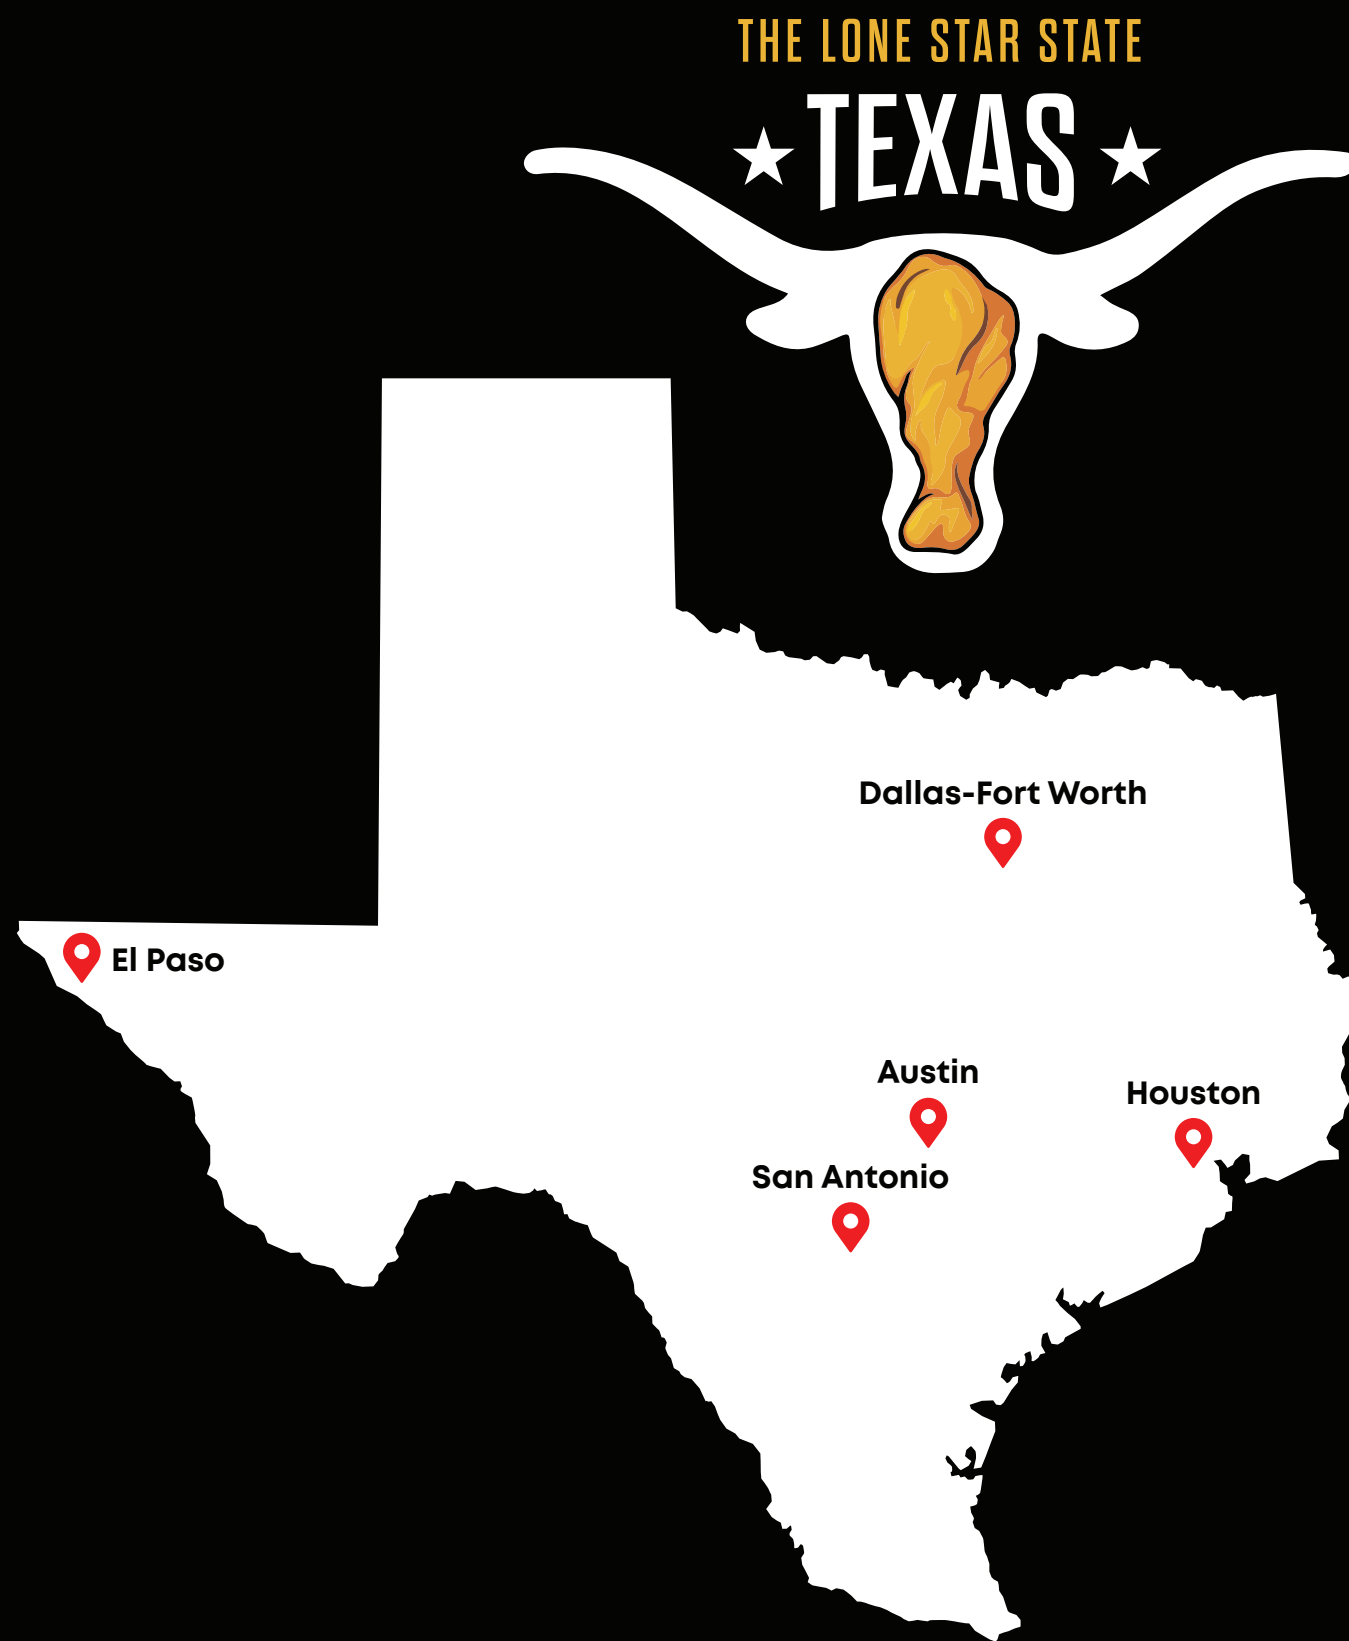 THE LONE STAR STATE
TEXAS
Dallas-Fort Worth
El Paso
Austin
Houston
San Antonio